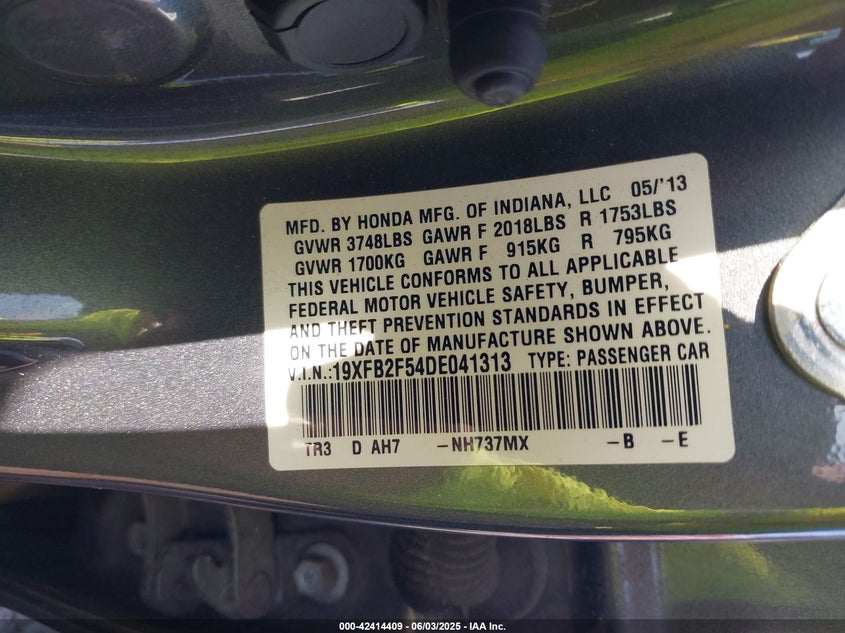 MFD. BY HONDA MFG. OF INDIANA, LLC 05/'13
GVWR 3748LBS GAWR F 2018LBS R 1753LBS
GVWR 1700KG GAWR F 915KG R 795KG
THIS VEHICLE CONFORMS TO ALL APPLICABLE
FEDERAL MOTOR VEHICLE SAFETY, BUMPER,
AND THEFT PREVENTION STANDARDS IN EFFECT
ON THE DATE OF MANUFACTURE SHOWN ABOVE.
V.I.N.:19XFB2F54DE041313 TYPE: PASSENGER CAR
TR3 D AH7 -NH737MX -B -E
000-42414409 - 06/03/2025 - IAA Inc.